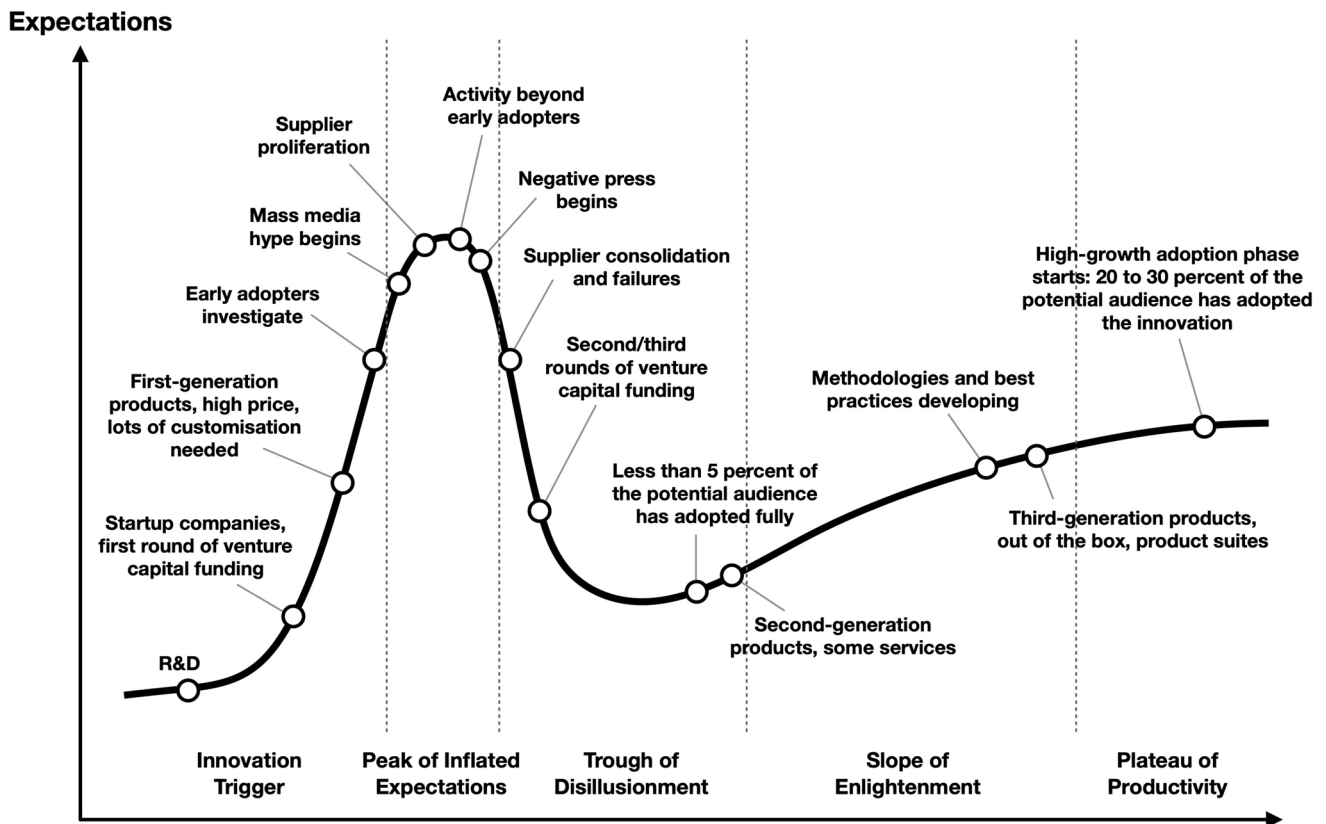 Expectations
Activity beyond
early adopters
Supplier
proliferation
Negative press
begins
Mass media
hype begins
Supplier consolidation
and failures
High-growth adoption phase
starts: 20 to 30 percent of the
potential audience has adopted
the innovation
Early adopters
investigate
Second/third
rounds of venture
capital funding
First-generation
products, high price,
lots of customisation
needed
Methodologies and best
practices developing
Less than 5 percent of
the potential audience
has adopted fully
Startup companies,
first round of venture
capital funding
Third-generation products,
out of the box, product suites
Second-generation
products, some services
R&D
Innovation
Trigger
Peak of Inflated
Expectations
Trough of
Disillusionment
Slope of
Enlightenment
Plateau of
Productivity